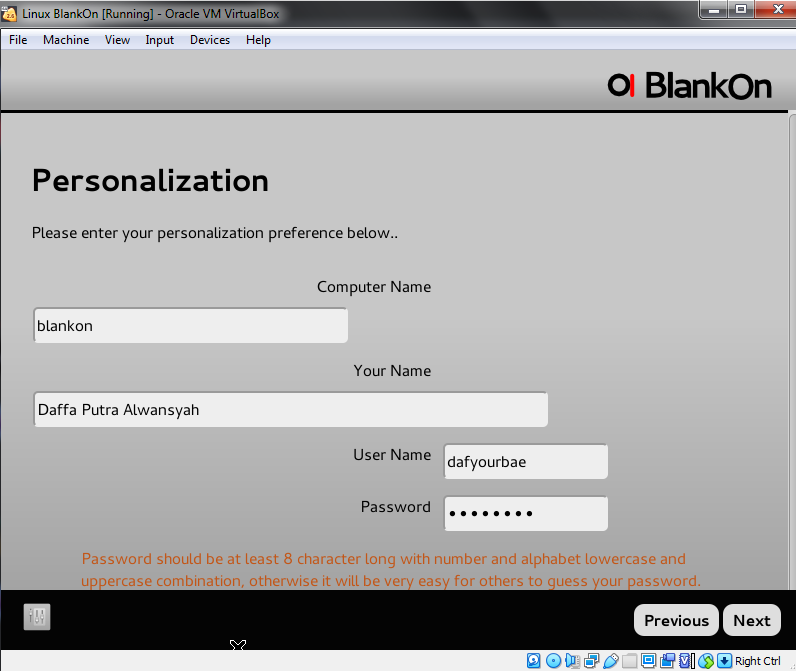 Linux BlankOn [Running] - Oracle VM VirtualBox
File Machine View Input Devices Help
BlankOn
Personalization
Please enter your personalization preference below..
Computer Name
blankon
Your Name
Daffa Putra Alwansyah
User Name dafyourbae
Password ••••••••
Password should be at least 8 character long with number and alphabet lowercase and
uppercase combination, otherwise it will be very easy for others to guess your password.
Previous Next
Right Ctrl